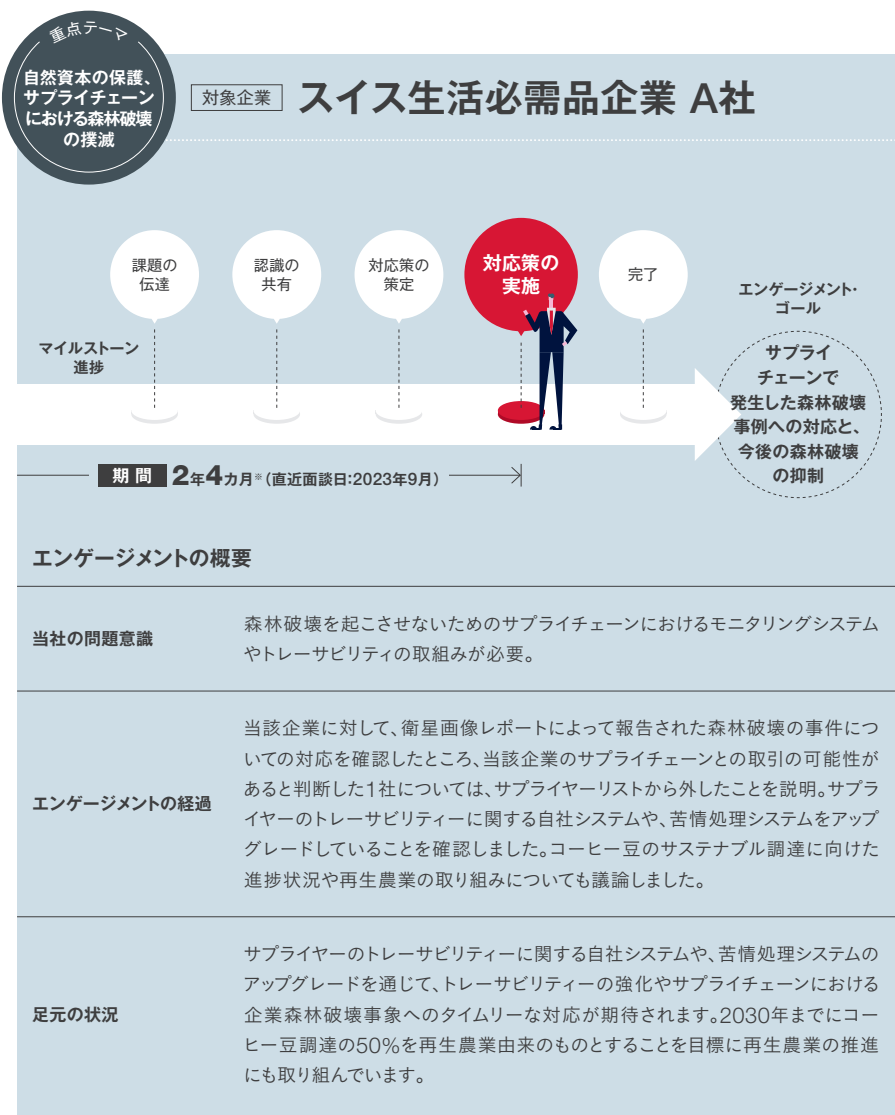 重点テーマ
自然資本の保護、
サプライチェーン
における森林破壊
の撲滅
対象企業 スイス生活必需品企業 A社
課題の
伝達
認識の
共有
対応策の
策定
対応策の
実施
完了
マイルストーン
進捗
エンゲージメント・
ゴール
サプライ
チェーンで
発生した森林破壊
事例への対応と、
今後の森林破壊
の抑制
期間 2年4カ月※(直近面談日:2023年9月)
エンゲージメントの概要
当社の問題意識
森林破壊を起こさせないためのサプライチェーンにおけるモニタリングシステム
やトレーサビリティの取組みが必要。
エンゲージメントの経過
当該企業に対して、衛星画像レポートによって報告された森林破壊の事件につ
いての対応を確認したところ、当該企業のサプライチェーンとの取引の可能性が
あると判断した1社については、サプライヤーリストから外したことを説明。サプラ
イヤーのトレーサビリティーに関する自社システムや、苦情処理システムをアップ
グレードしていることを確認しました。コーヒー豆のサステナブル調達に向けた
進捗状況や再生農業の取り組みについても議論しました。
足元の状況
サプライヤーのトレーサビリティーに関する自社システムや、苦情処理システムの
アップグレードを通じて、トレーサビリティーの強化やサプライチェーンにおける
企業森林破壊事象へのタイムリーな対応が期待されます。2030年までにコー
ヒー豆調達の50%を再生農業由来のものとすることを目標に再生農業の推進
にも取り組んでいます。